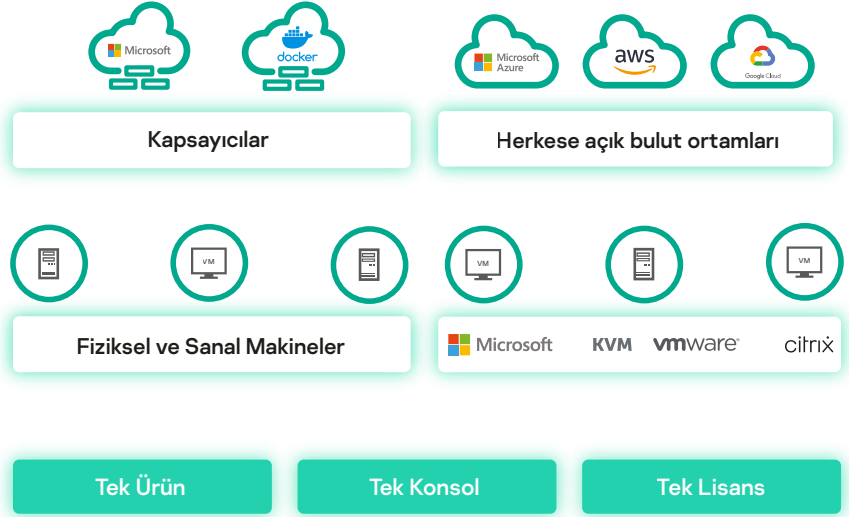 Microsoft
docker
Microsoft
Azure
aws
Google Cloud
Kapsayıcılar
Herkese açık bulut ortamları
VM
VM
VM
Fiziksel ve Sanal Makineler
Microsoft
KVM
vmware
citrix
Tek Ürün
Tek Konsol
Tek Lisans